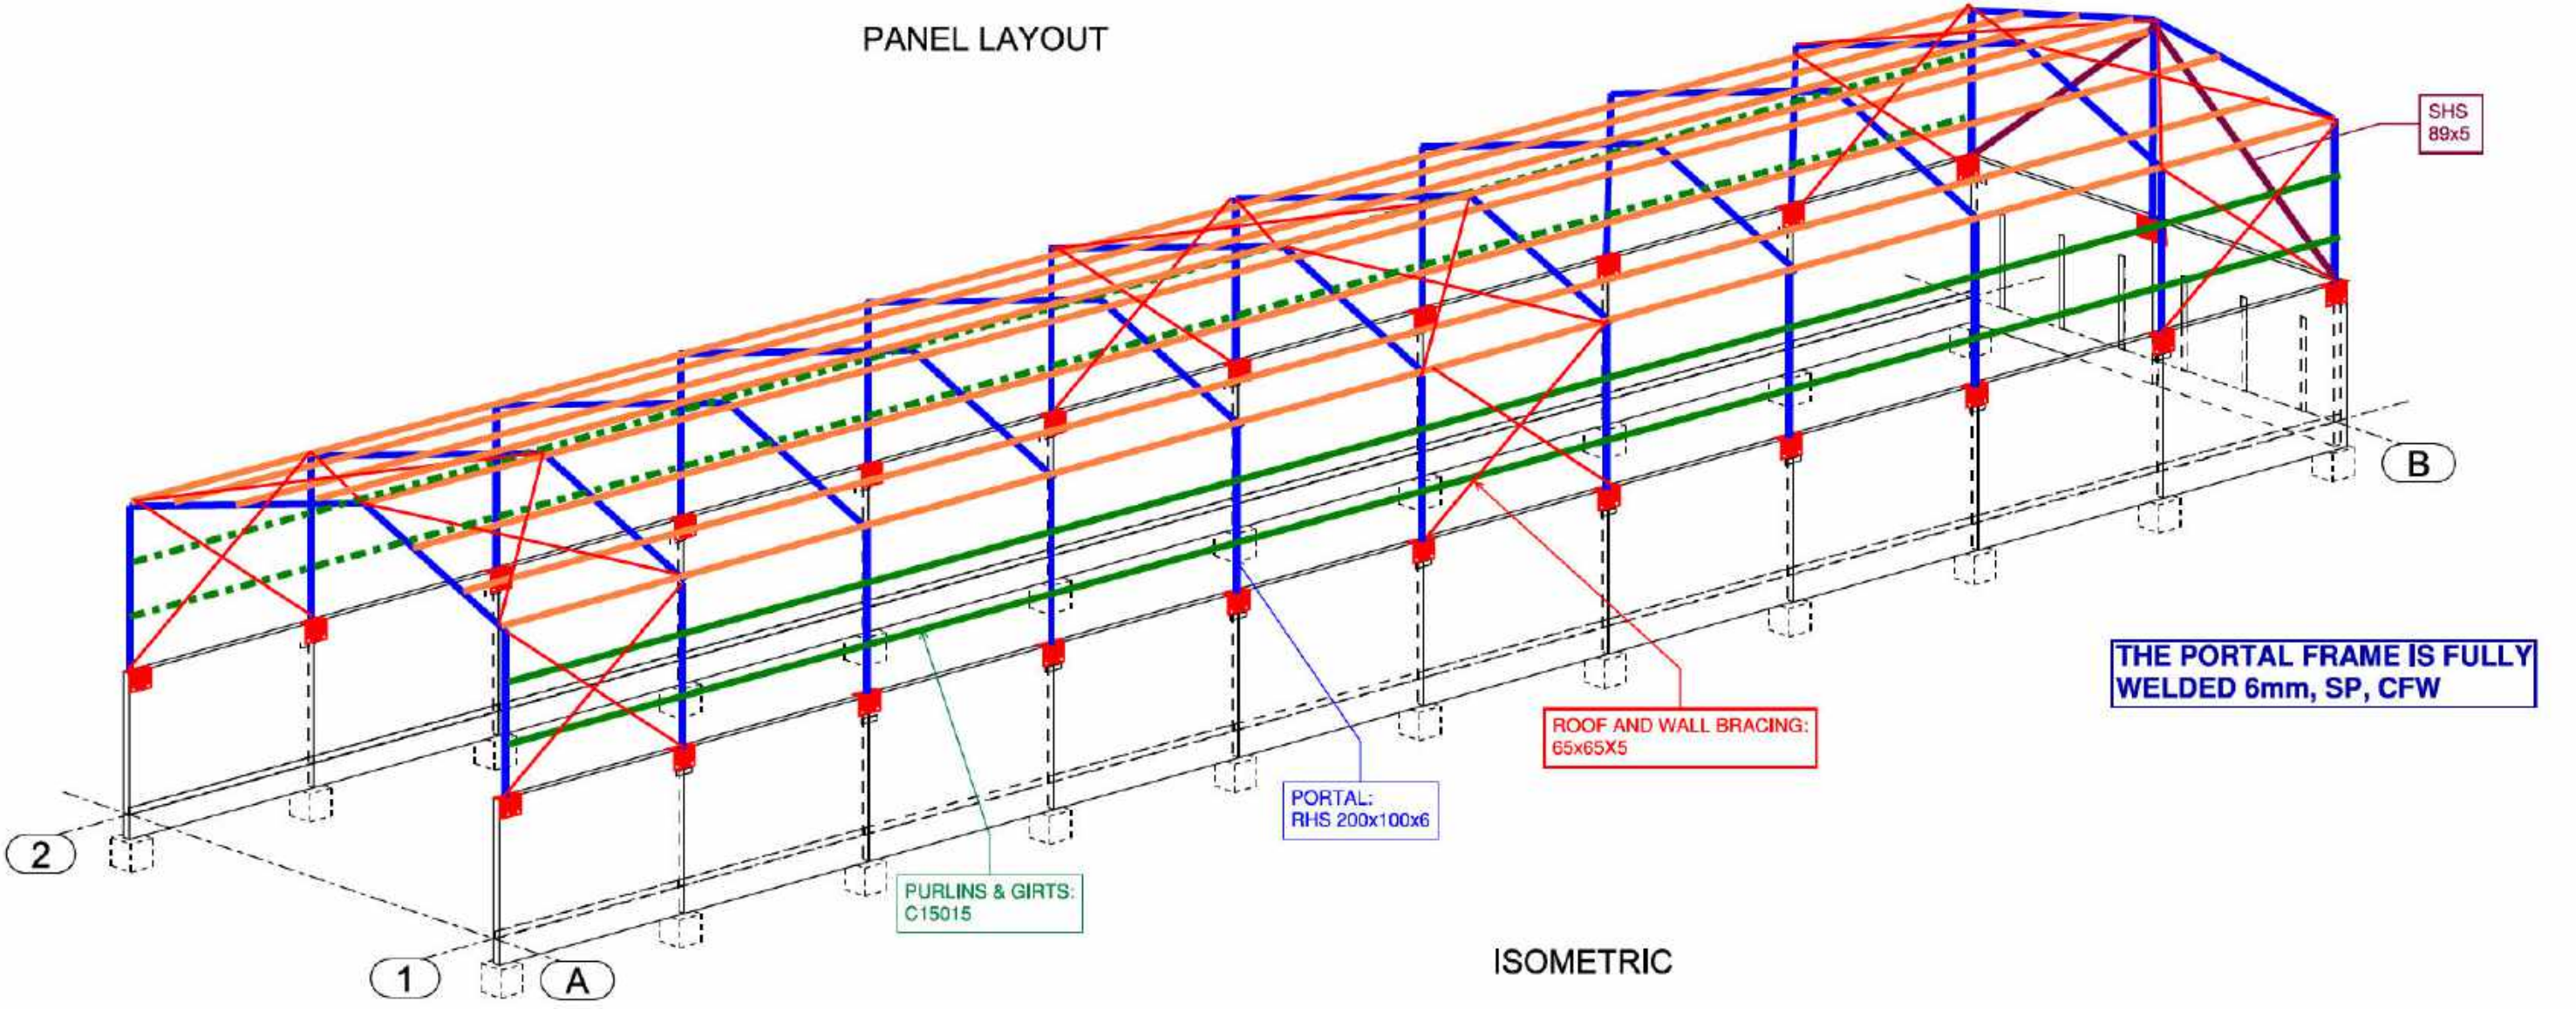 PANEL LAYOUT
SHS
89x5
B
THE PORTAL FRAME IS FULLY
WELDED 6mm, SP, CFW
ROOF AND WALL BRACING:
65x65X5
PORTAL:
RHS 200x100x6
2
PURLINS & GIRTS:
C15015
ISOMETRIC
1
A